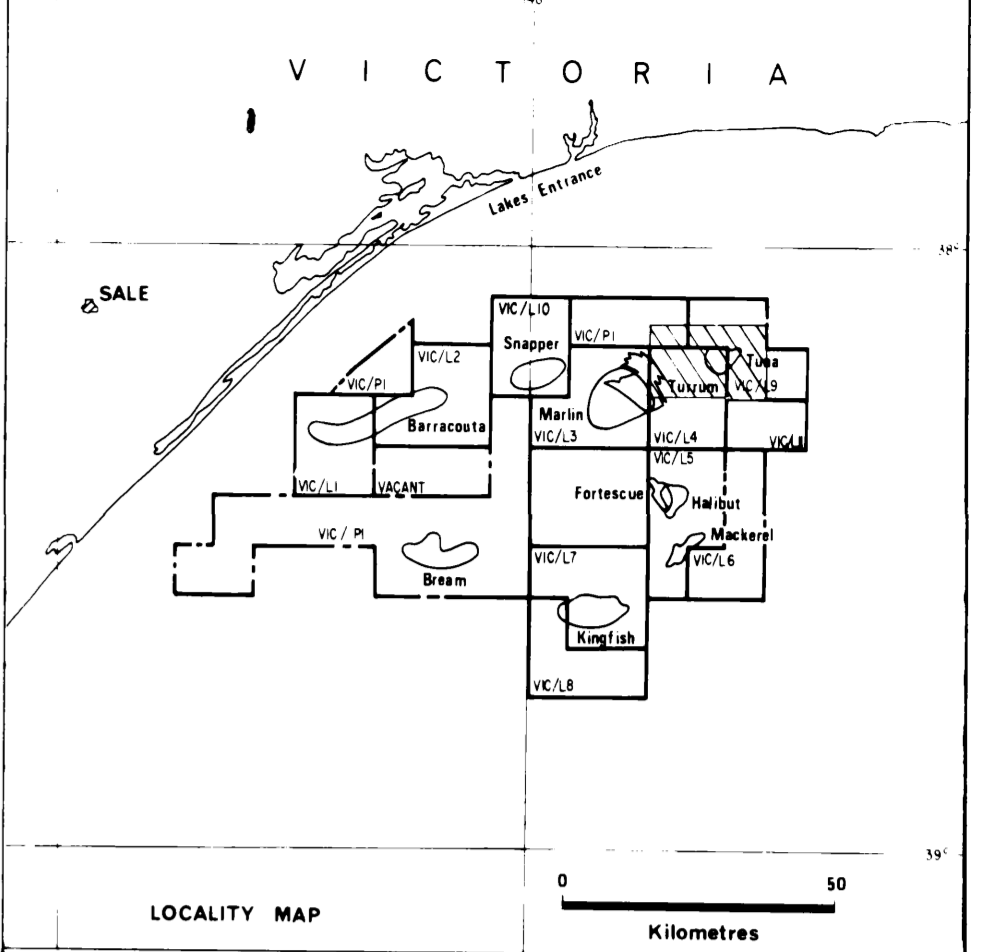 VICTORIA
Lakes Entrance
38°
SALE
VIC/L10
VIC/P1
Snapper
VIC/L2
Tuna
VIC/P1
Turrum
VIC/L9
Marlin
Barracouta
VIC/L3
VIC/L4
VIC/L5
VIC/L1
VACANT
Fortescue
Halibut
VIC/P1
Mackerel
VIC/L7
VIC/L6
Bream
Kingfish
VIC/L8
39°
0
50
LOCALITY MAP
Kilometres